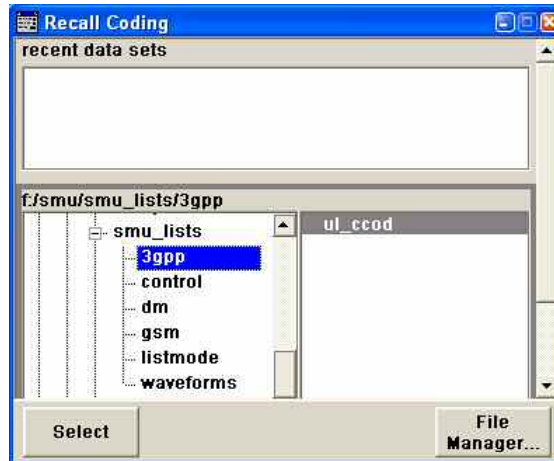 Recall Coding
recent data sets
f:/smu/smu_lists/3gpp
smu_lists
3gpp
control
dm
gsm
listmode
waveforms
ul_ccod
Select
File
Manager...